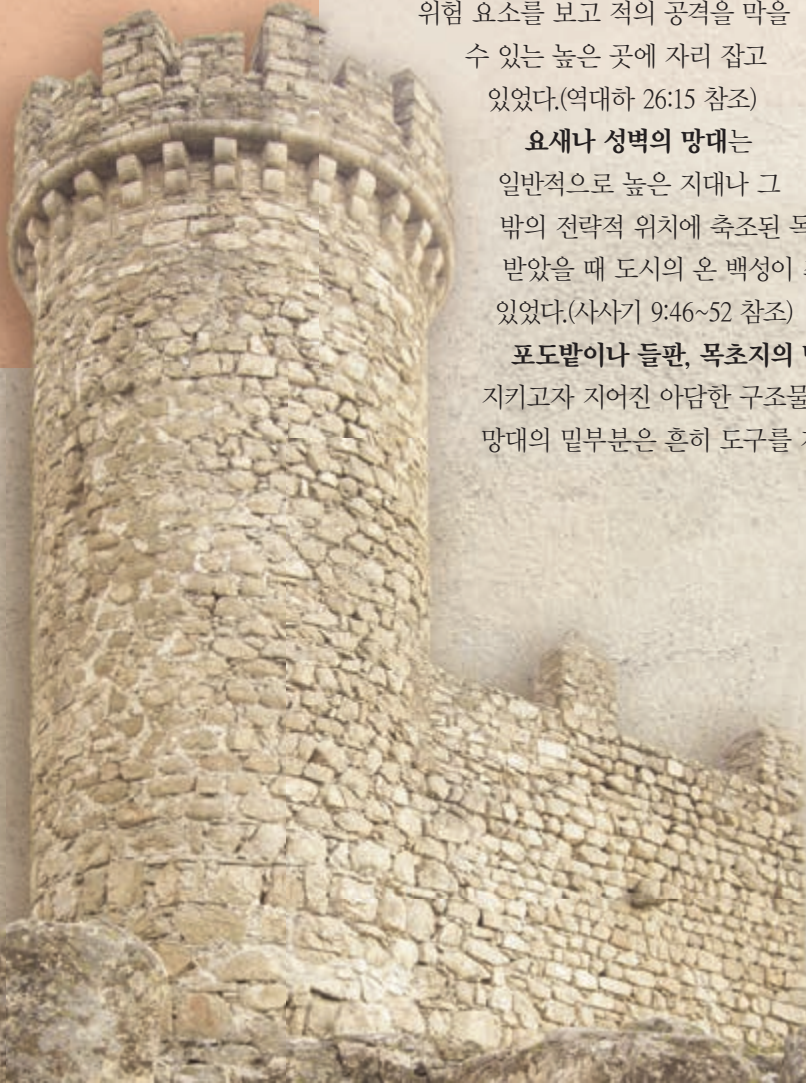 위험 요소를 보고 적의 공격을 막을
수 있는 높은 곳에 자리 잡고
있었다.(역대하 26:15 참조)
요새나 성벽의 망대는
일반적으로 높은 지대나 그
밖의 전략적 위치에 축조된
받았을 때 도시의 온 백성이
있었다.(사사기 9:46~52 참조)
포도밭이나 들판, 목초지의
지키고자 지어진 아담한 구조물
망대의 밑부분은 흔히 도구를